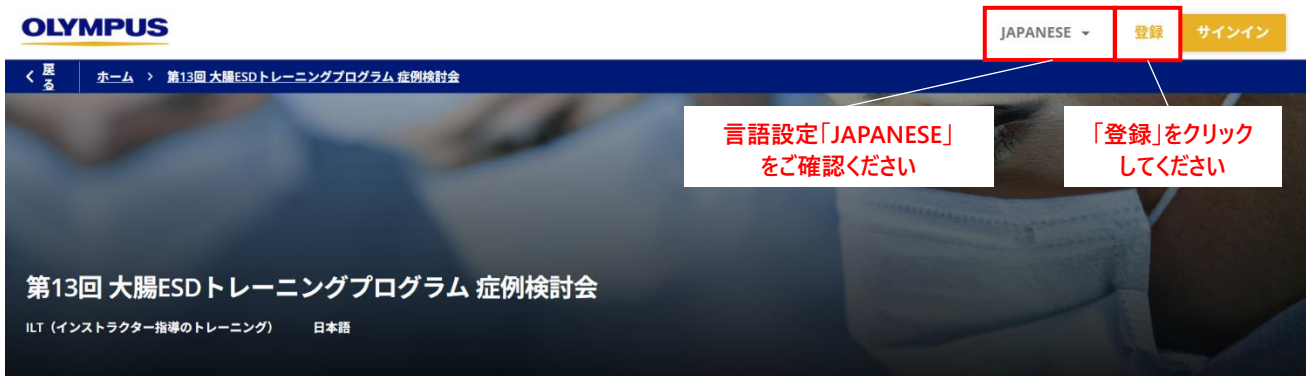 OLYMPUS
JAPANESE
登録
サインイン
戻る
ホーム > 第13回 大腸ESDトレーニングプログラム 症例検討会
言語設定「JAPANESE」
をご確認ください
「登録」をクリック
してください
第13回 大腸ESDトレーニングプログラム 症例検討会
ILT（インストラクター指導のトレーニング） 日本語